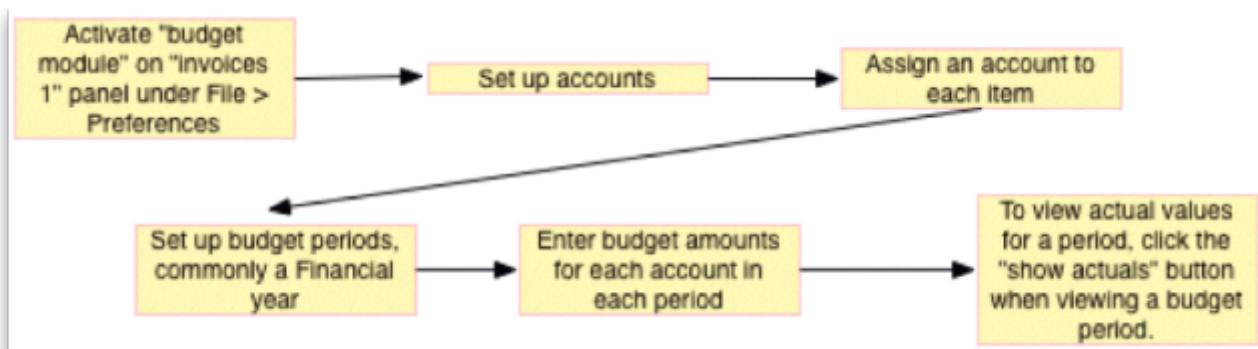 Activate "budget
module" on "invoices
1" panel under File >
Preferences
Set up accounts
Assign an account to
each item
Set up budget periods,
commonly a Financial
year
Enter budget amounts
for each account in
each period
To view actual values
for a period, click the
"show actuals" button
when viewing a budget
period.